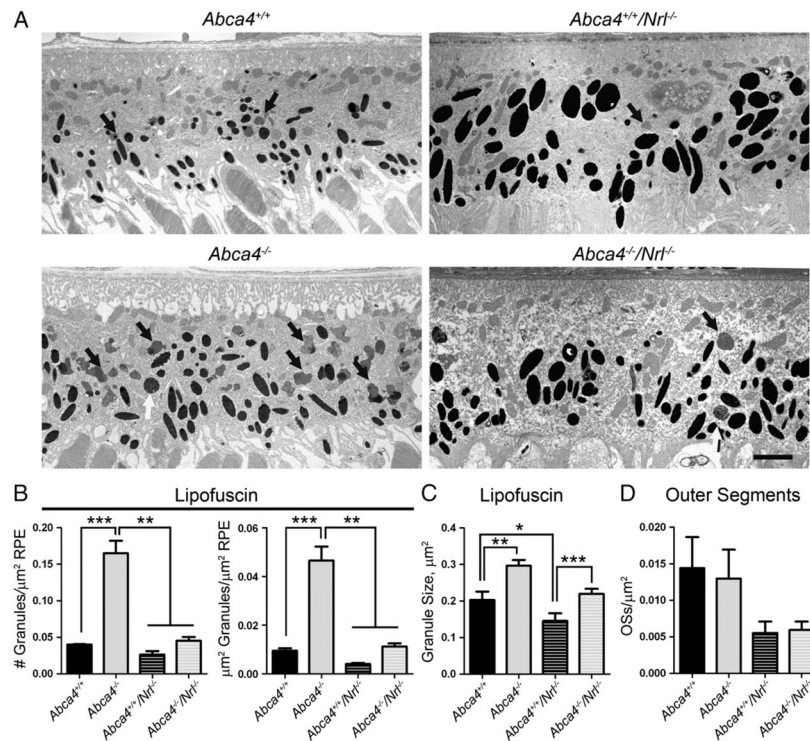 A
Abca4+/+
Abca4+/+/Nrl-/-
Abca4-/-
Abca4-/-/Nrl-/-
B
Lipofuscin
# Granules/μm² RPE
0.20
0.15
0.10
0.05
0.00
***
**
Abca4+/+
Abca4-/-
Abca4+/+/Nrl-/-
Abca4-/-/Nrl-/-
μm² Granules/μm² RPE
0.06
0.04
0.02
0.00
***
**
Abca4+/+
Abca4-/-
Abca4+/+/Nrl-/-
Abca4-/-/Nrl-/-
C
Lipofuscin
Granule Size, μm²
0.4
0.3
0.2
0.1
0.0
*
**
***
Abca4+/+
Abca4-/-
Abca4+/+/Nrl-/-
Abca4-/-/Nrl-/-
D
Outer Segments
OSs/μm²
0.020
0.015
0.010
0.005
0.000
Abca4+/+
Abca4-/-
Abca4+/+/Nrl-/-
Abca4-/-/Nrl-/-